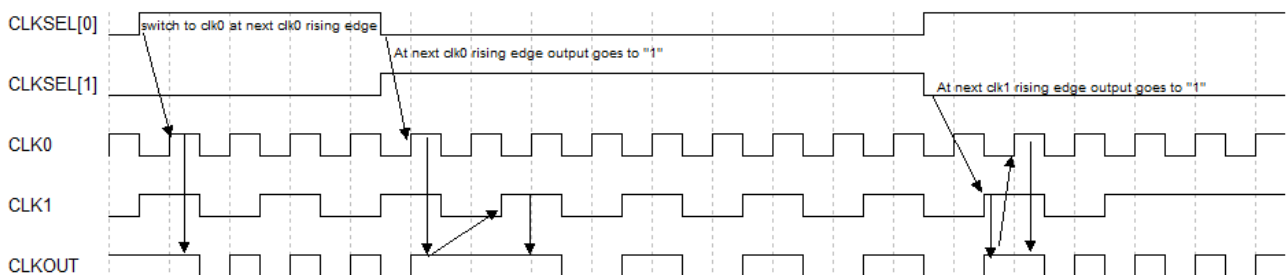 CLKSEL[0]
switch to clk0 at next clk0 rising edge
At next clk0 rising edge output goes to "1"
CLKSEL[1]
At next clk1 rising edge output goes to "1"
CLK0
CLK1
CLKOUT